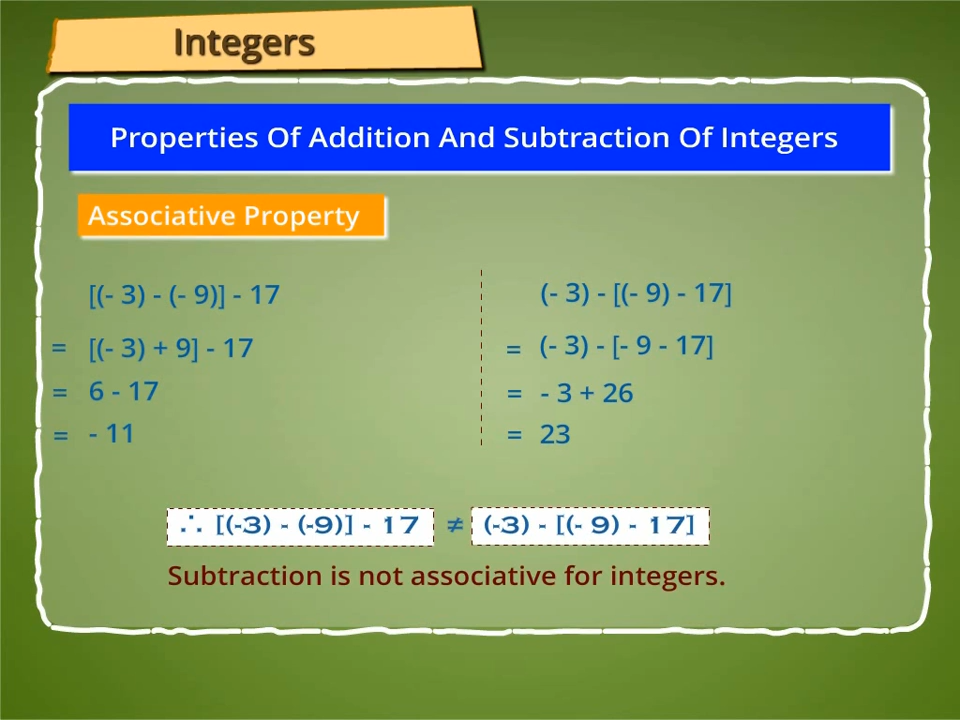 Integers
Properties Of Addition And Subtraction Of Integers
Associative Property
[(- 3) - (- 9)] - 17
= [(- 3) + 9] - 17
= 6 - 17
= - 11
(- 3) - [(- 9) - 17]
= (- 3) - [- 9 - 17]
= - 3 + 26
= 23
∴ [(-3) - (-9)] - 17 ≠ (-3) - [(- 9) - 17]
Subtraction is not associative for integers.